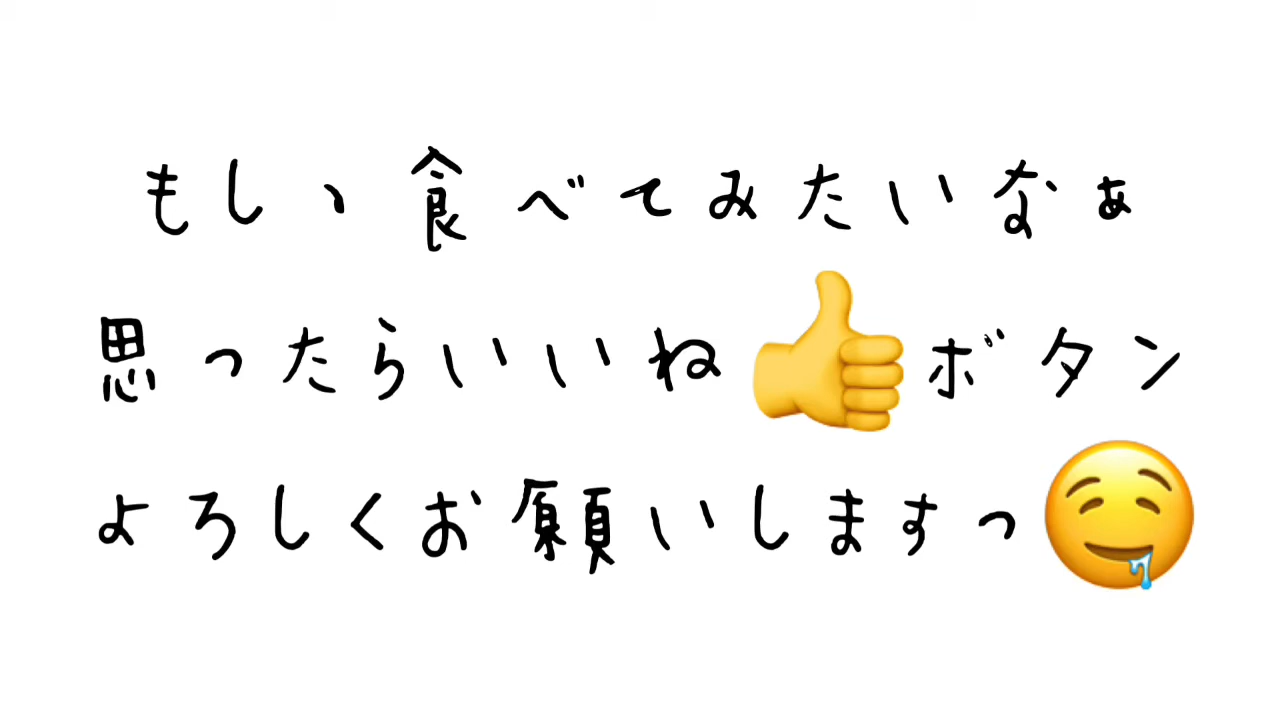 もし、食べてみたいなぁ
思ったらいいね👍ボタン
よろしくお願いしますっ🤤